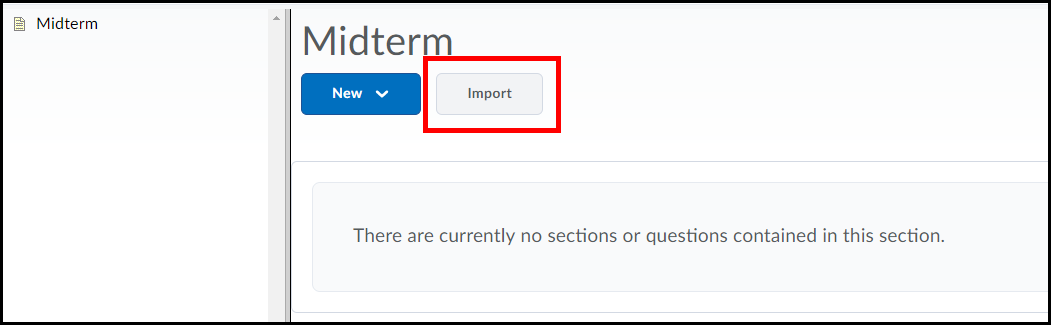 Midterm
Midterm
New
Import
There are currently no sections or questions contained in this section.